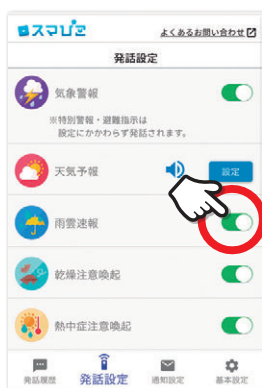 スマぴこ
よくあるお問い合わせ
発話設定
気象警報
※特別警報・避難指示は
設定にかかわらず発話されます。
天気予報
設定
雨雲速報
乾燥注意喚起
熱中症注意喚起
発話履歴 発話設定 通知設定 基本設定